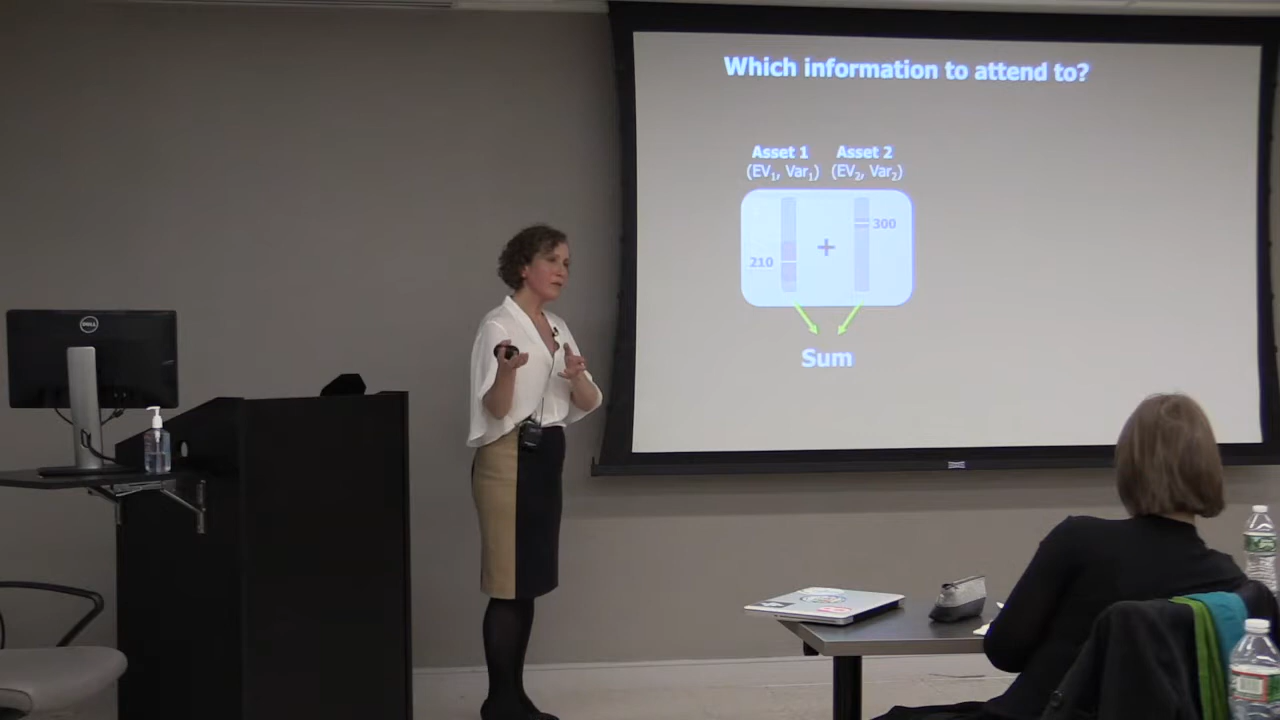 Which information to attend to?
Asset 1 Asset 2
(EV₁, Var₁) (EV₂, Var₂)
300
+
210
Sum
DELL